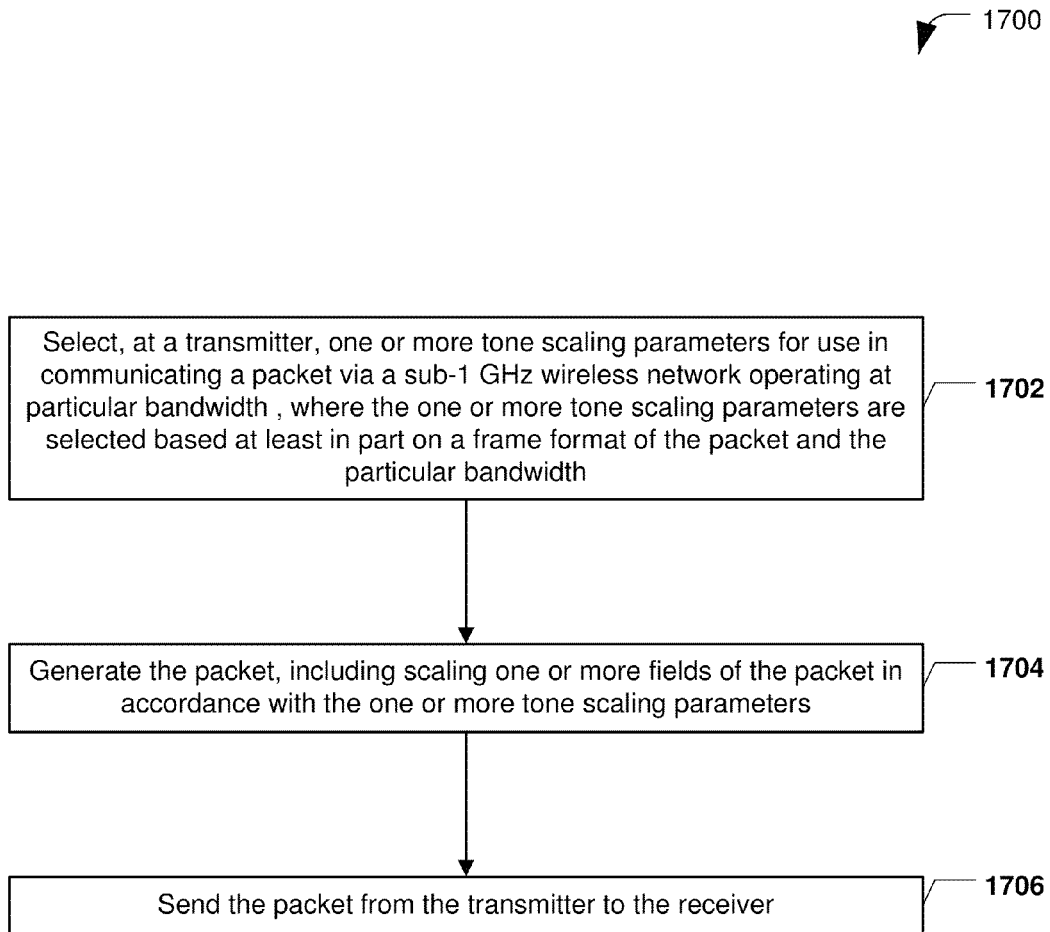 1700
Select, at a transmitter, one or more tone scaling parameters for use in
communicating a packet via a sub-1 GHz wireless network operating at
particular bandwidth , where the one or more tone scaling parameters are
selected based at least in part on a frame format of the packet and the
particular bandwidth
1702
Generate the packet, including scaling one or more fields of the packet in
accordance with the one or more tone scaling parameters
1704
Send the packet from the transmitter to the receiver
1706